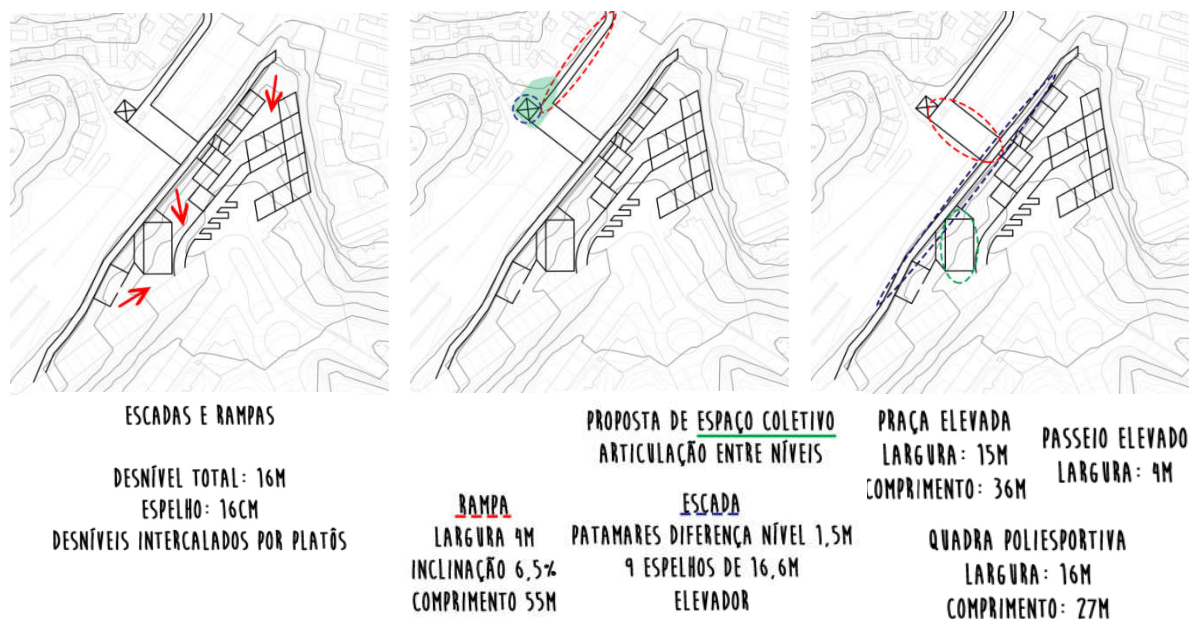 ESCADAS E RAMPAS
DESNÍVEL TOTAL: 16M
ESPELHO: 16CM
DESNÍVEIS INTERCALADOS POR PLATÔS
RAMPA
LARGURA 4M
INCLINAÇÃO 6,5%
COMPRIMENTO 55M
PROPOSTA DE ESPAÇO COLETIVO
ARTICULAÇÃO ENTRE NÍVEIS
ESCADA
PATAMARES DIFERENÇA NÍVEL 1,5M
9 ESPELHOS DE 16,6M
ELEVADOR
PRAÇA ELEVADA
LARGURA: 15M
COMPRIMENTO: 36M
PASSEIO ELEVADO
LARGURA: 4M
QUADRA POLIESPORTIVA
LARGURA: 16M
COMPRIMENTO: 27M